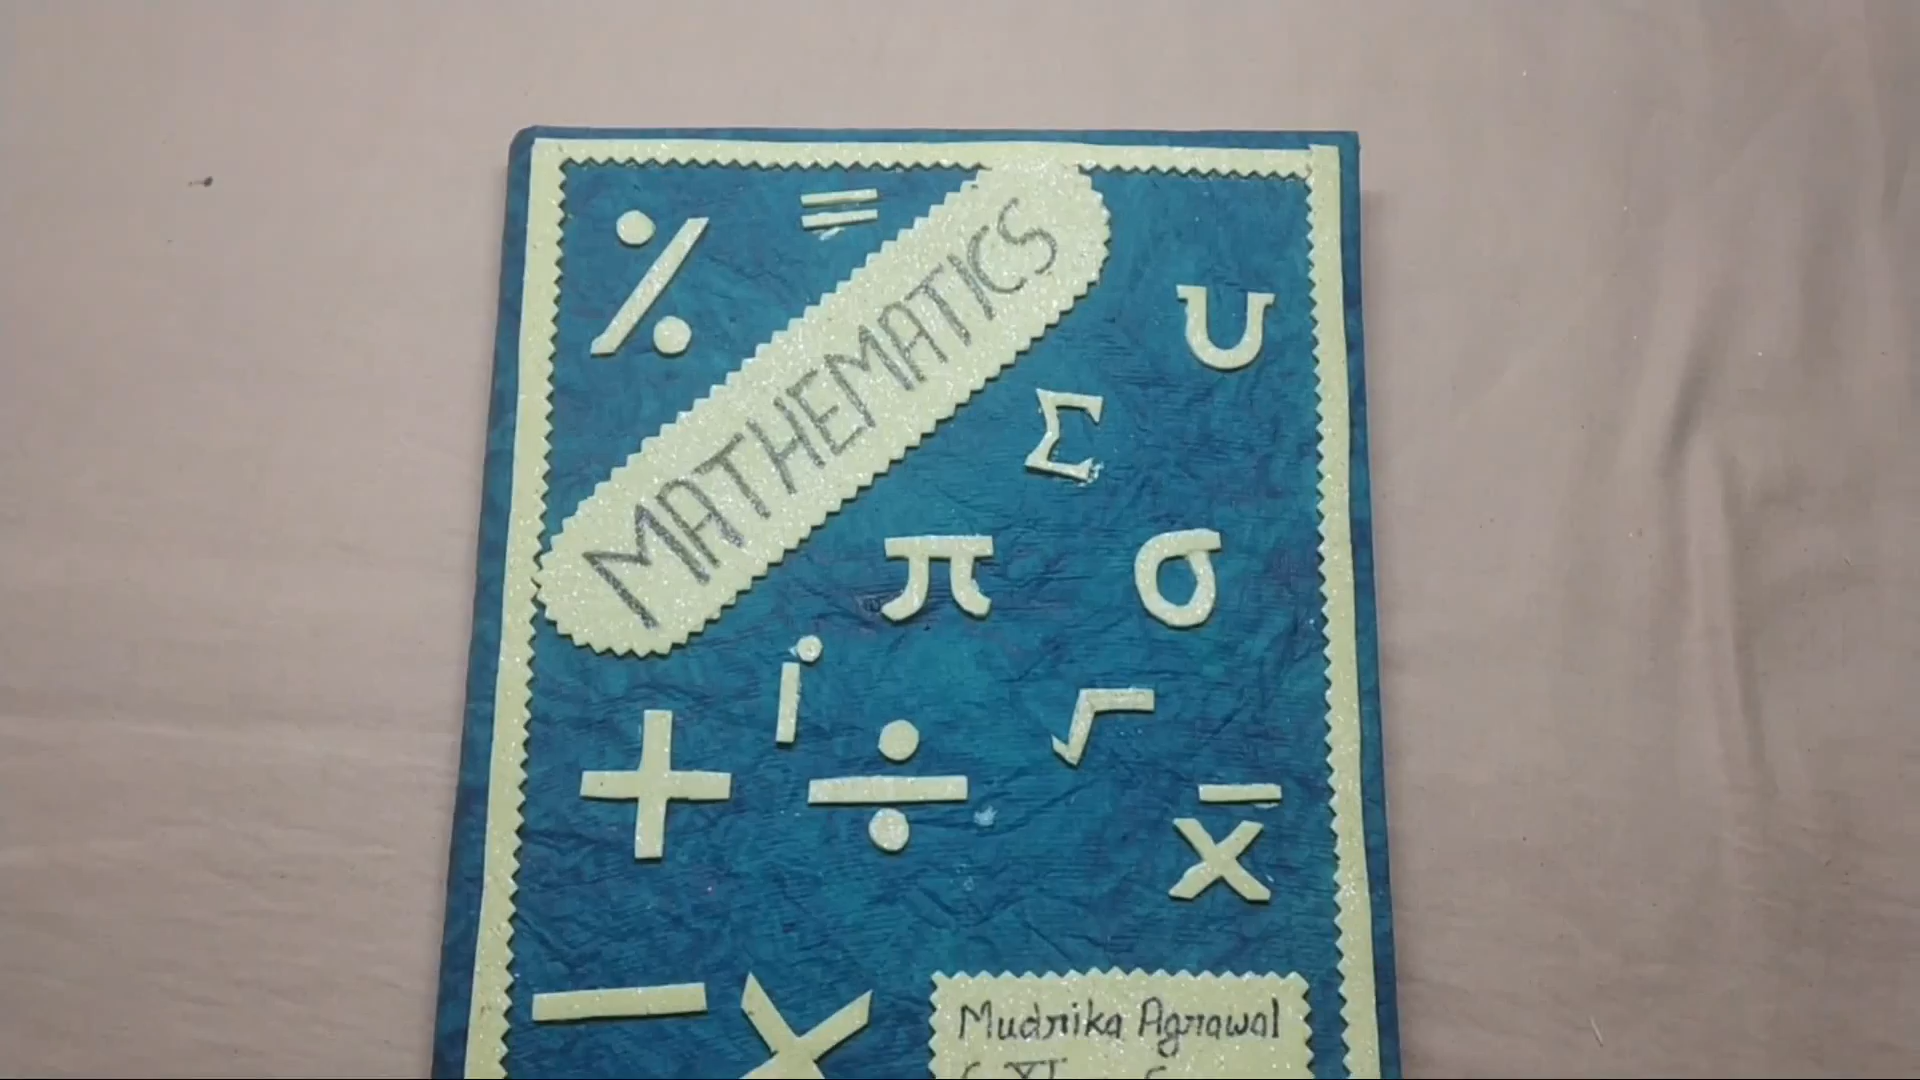 % =
MATHEMATICS
∪
Σ
π σ
i
+ ÷ √
x̄
− ×
Mudrika Agrawal